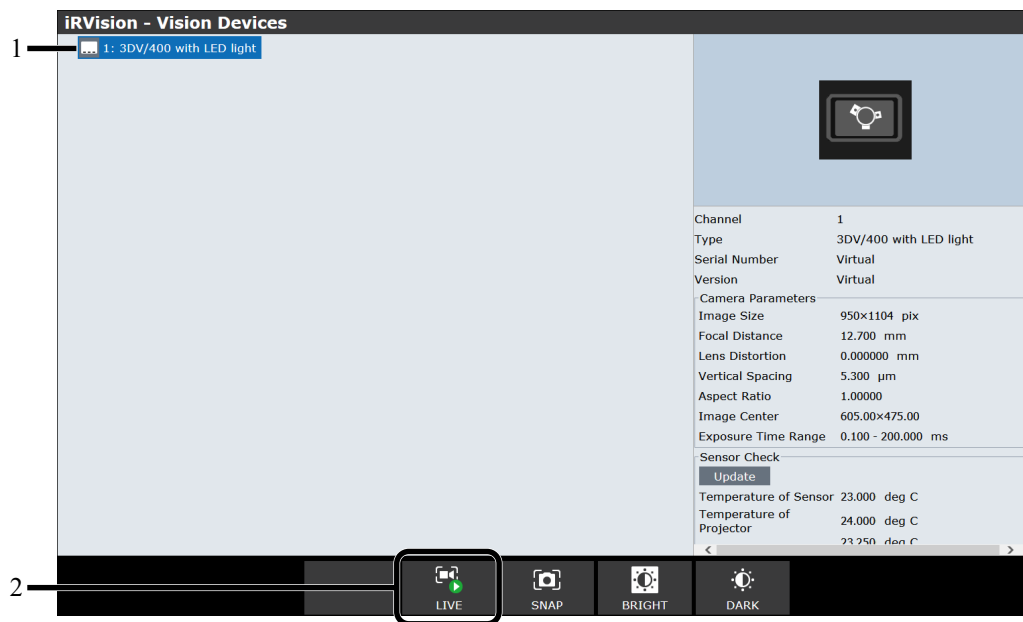 iRVision - Vision Devices
1
1: 3DV/400 with LED light
Channel 1
Type 3DV/400 with LED light
Serial Number Virtual
Version Virtual
Camera Parameters
Image Size 950×1104 pix
Focal Distance 12.700 mm
Lens Distortion 0.000000 mm
Vertical Spacing 5.300 μm
Aspect Ratio 1.00000
Image Center 605.00×475.00
Exposure Time Range 0.100 - 200.000 ms
Sensor Check
Update
Temperature of Sensor 23.000 deg C
Temperature of
Projector 24.000 deg C
23.250 deg C
2
LIVE SNAP BRIGHT DARK